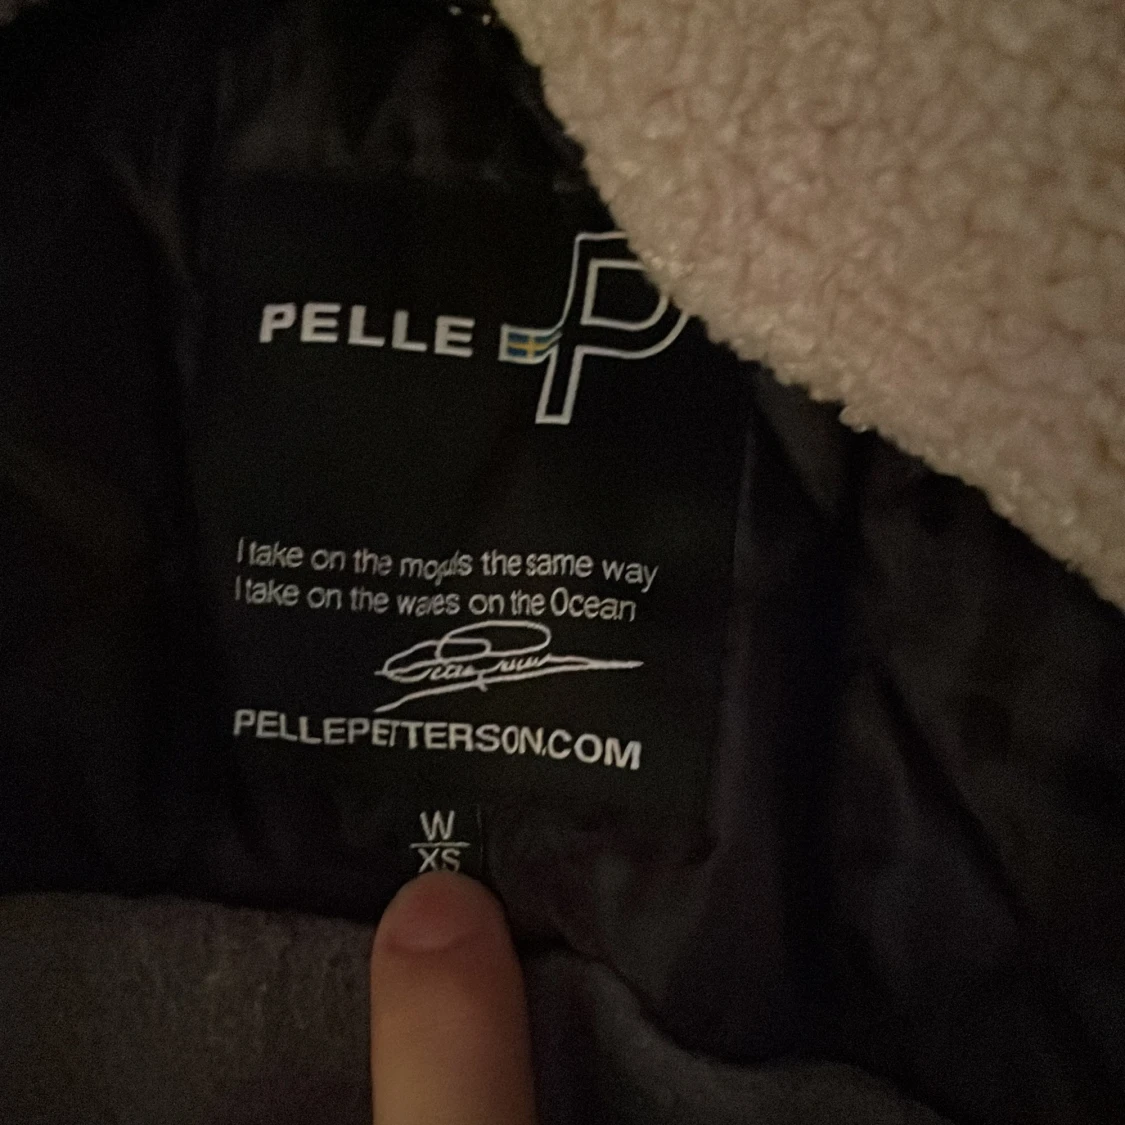 PELLE P
I take on the moguls the same way
I take on the waves on the Ocean
PELLEPETTERSON.COM
W
XS